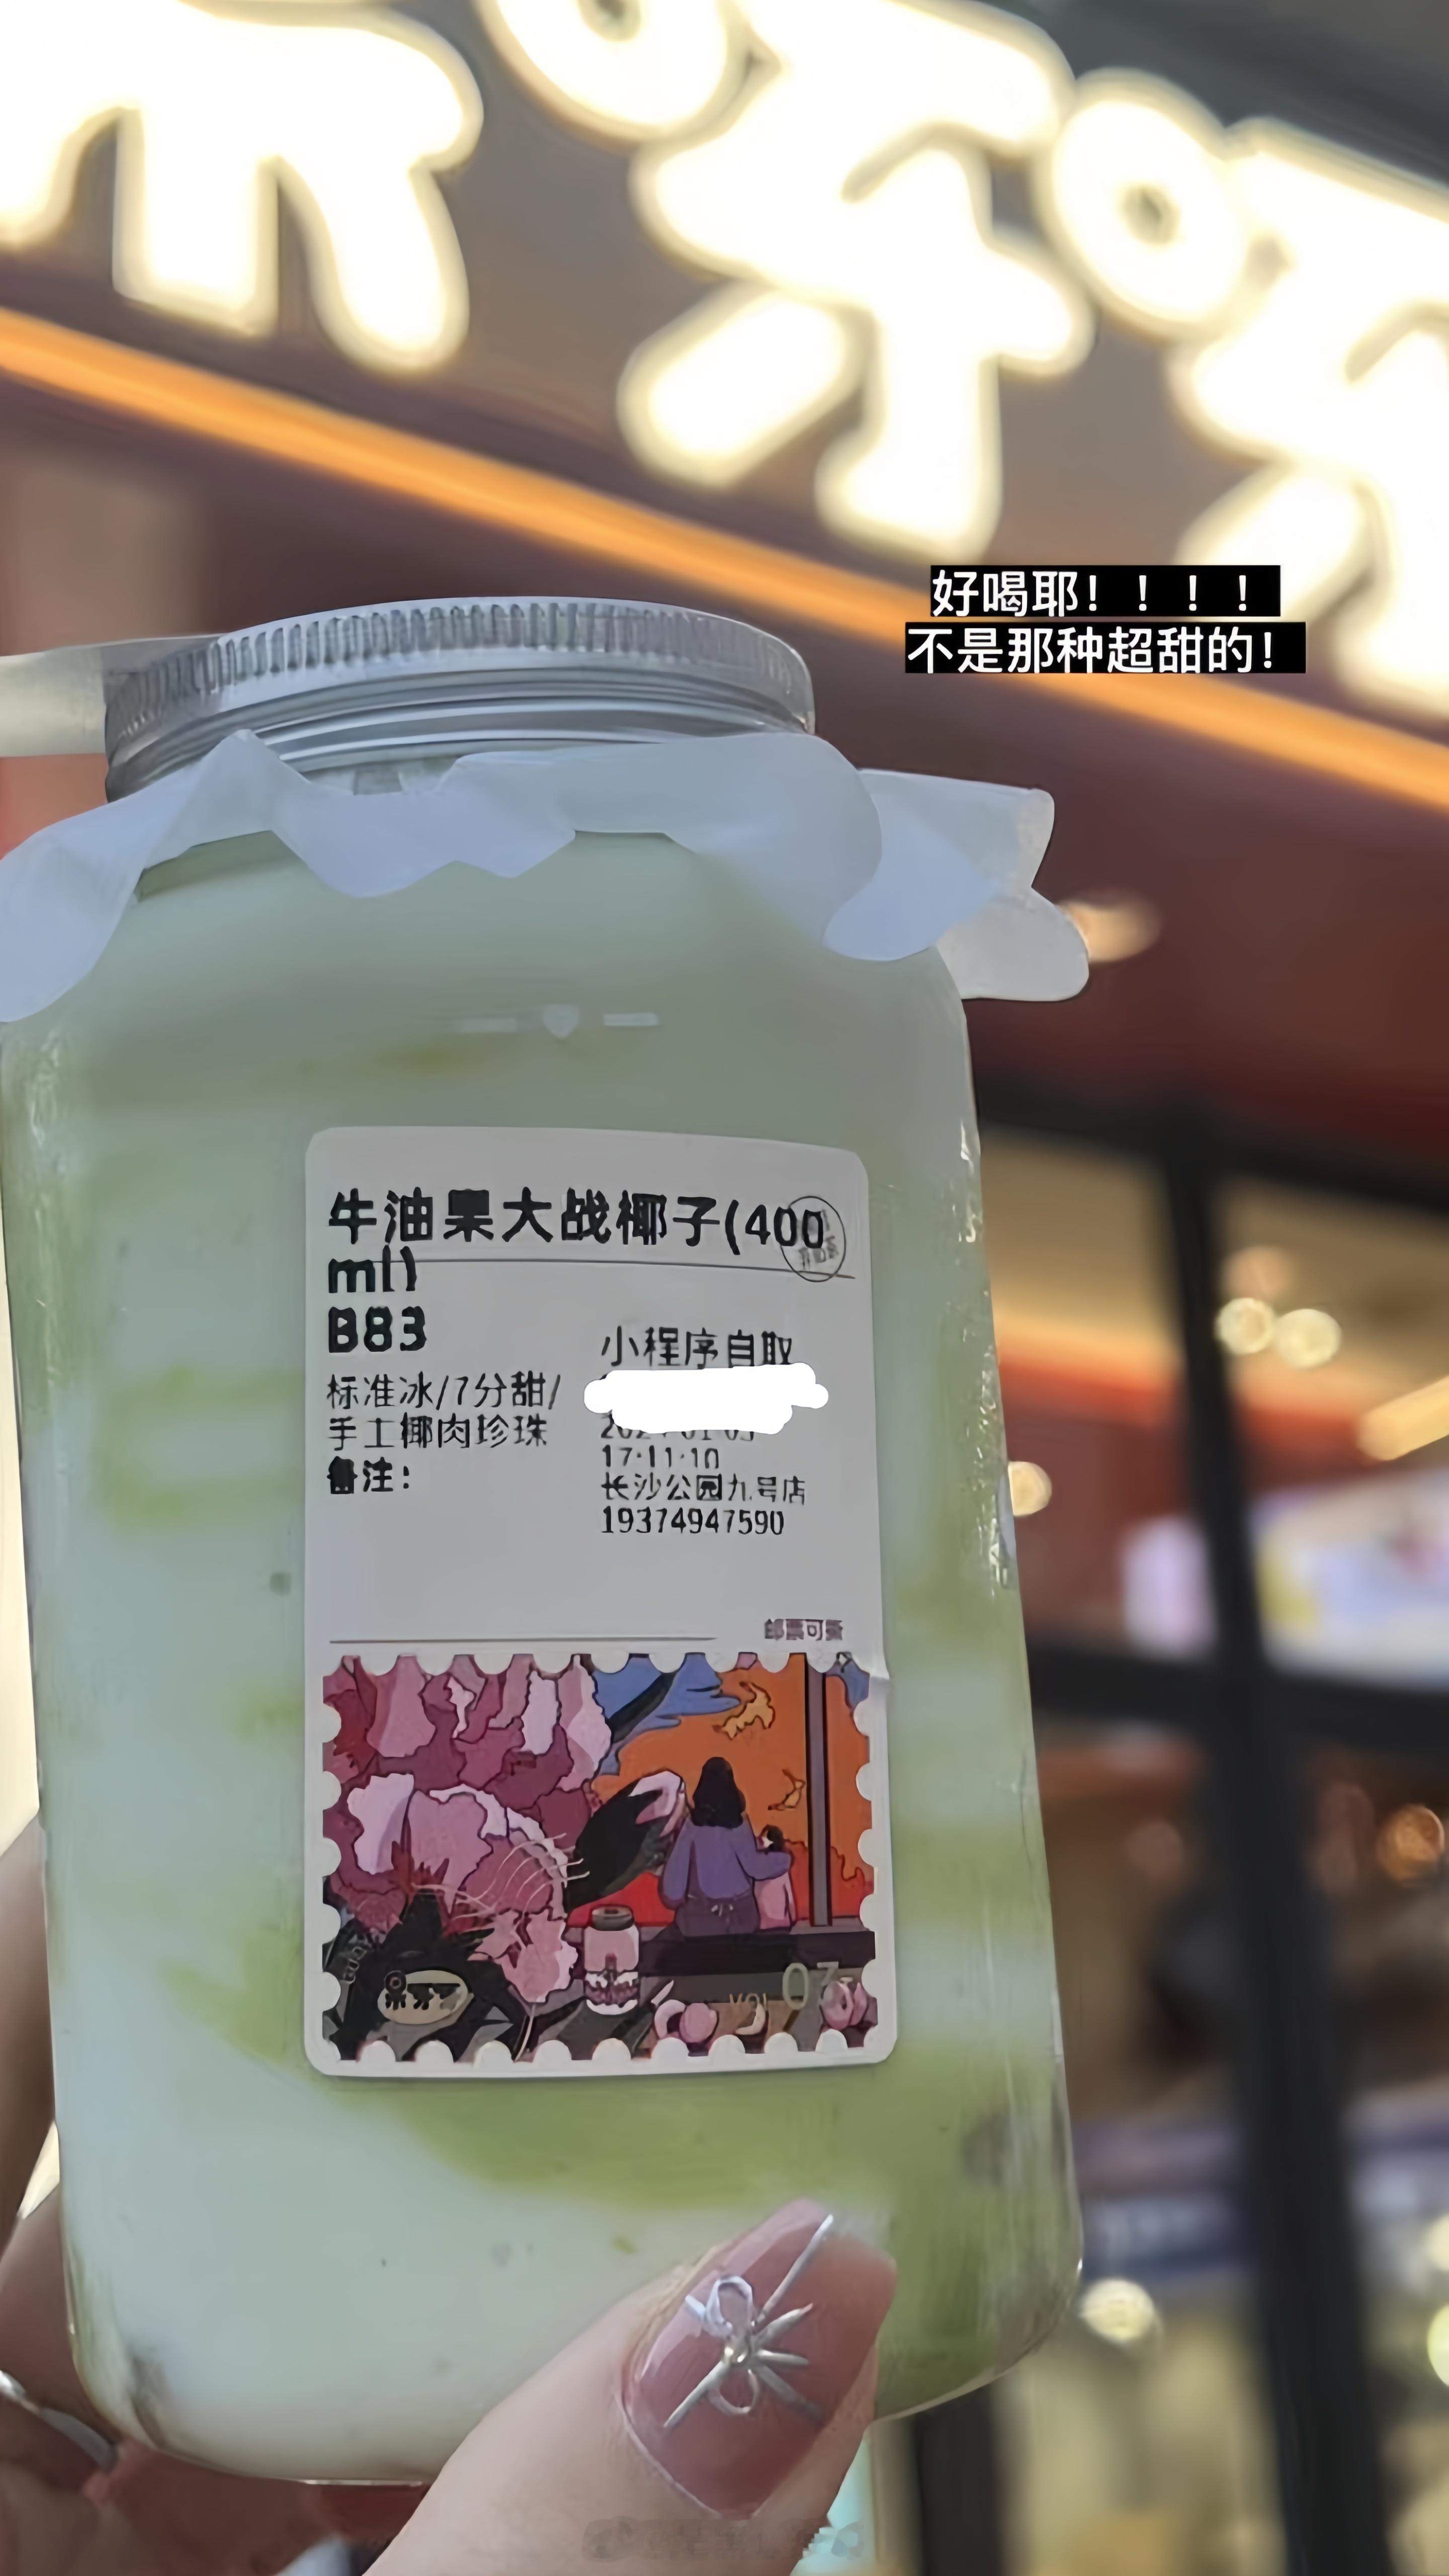 好喝耶！！！！
不是那种超甜的！
牛油果大战椰子(400
ml)
B83
小程序自取
标准冰/7分甜/
手工椰肉珍珠
17:11:10
备注:
长沙公园九号店
19374947590
邮票可撕
VOL 07